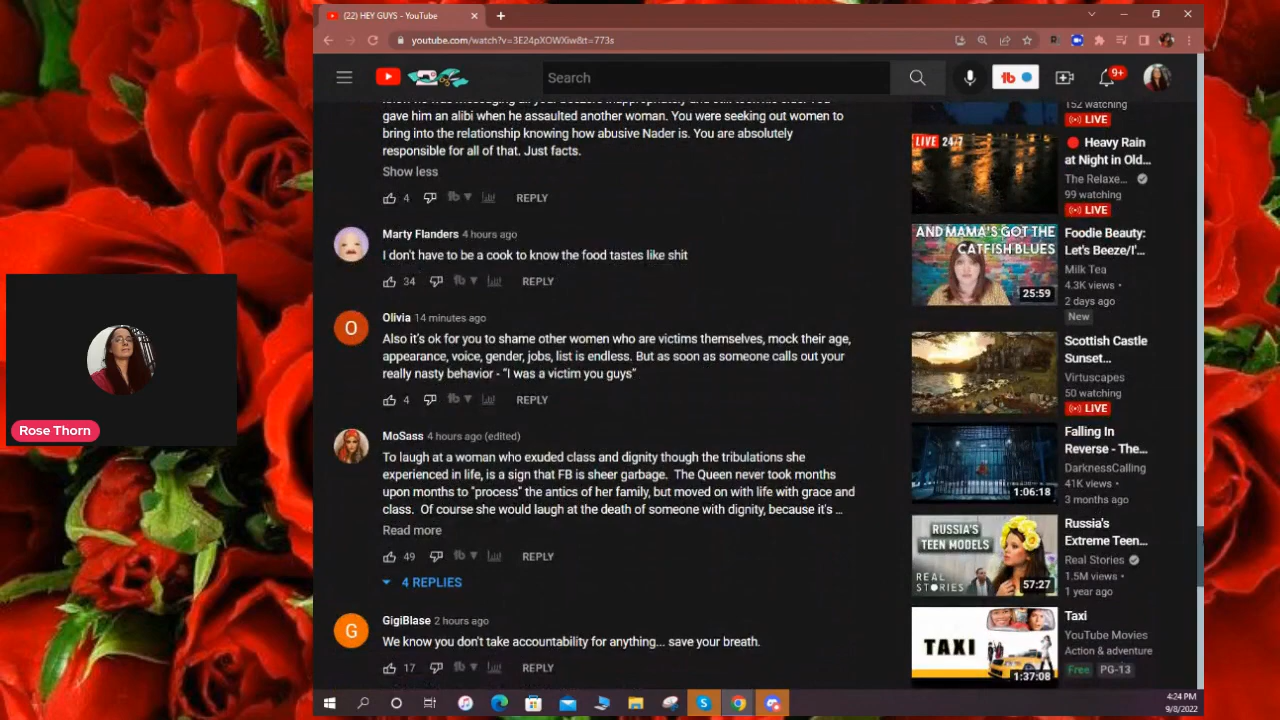 (22) HEY GUYS - YouTube
youtube.com/watch?v=3E24pXOWXiw&t=773s
Search
9+
gave him an alibi when he assaulted another woman. You were seeking out women to
bring into the relationship knowing how abusive Nader is. You are absolutely
responsible for all of that. Just facts.
Show less
4
REPLY
Marty Flanders 4 hours ago
I don't have to be a cook to know the food tastes like shit
34
REPLY
Olivia 14 minutes ago
Also it's ok for you to shame other women who are victims themselves, mock their age,
appearance, voice, gender, jobs, list is endless. But as soon as someone calls out your
really nasty behavior - "I was a victim you guys"
4
REPLY
MoSass 4 hours ago (edited)
To laugh at a woman who exuded class and dignity though the tribulations she
experienced in life, is a sign that FB is sheer garbage. The Queen never took months
upon months to "process" the antics of her family, but moved on with life with grace and
class. Of course she would laugh at the death of someone with dignity, because it's ...
Read more
49
REPLY
4 REPLIES
GigiBlase 2 hours ago
We know you don't take accountability for anything... save your breath.
17
REPLY
O
G
Rose Thorn
152 watching
LIVE
LIVE 24/7
Heavy Rain
at Night in Old...
The Relaxe...
99 watching
LIVE
AND MAMA'S GOT THE
CATFISH BLUES
25:59
Foodie Beauty:
Let's Beeze/I'...
Milk Tea
4.3K views •
2 days ago
New
Scottish Castle
Sunset...
Virtuscapes
50 watching
LIVE
Falling In
Reverse - The...
DarknessCalling
41K views •
3 months ago
1:06:18
RUSSIA'S
TEEN MODELS
REAL
STORIES
57:27
Russia's
Extreme Teen...
Real Stories
1.5M views •
1 year ago
TAXI
1:37:08
Taxi
YouTube Movies
Action & adventure
Free PG-13
4:24 PM
9/8/2022